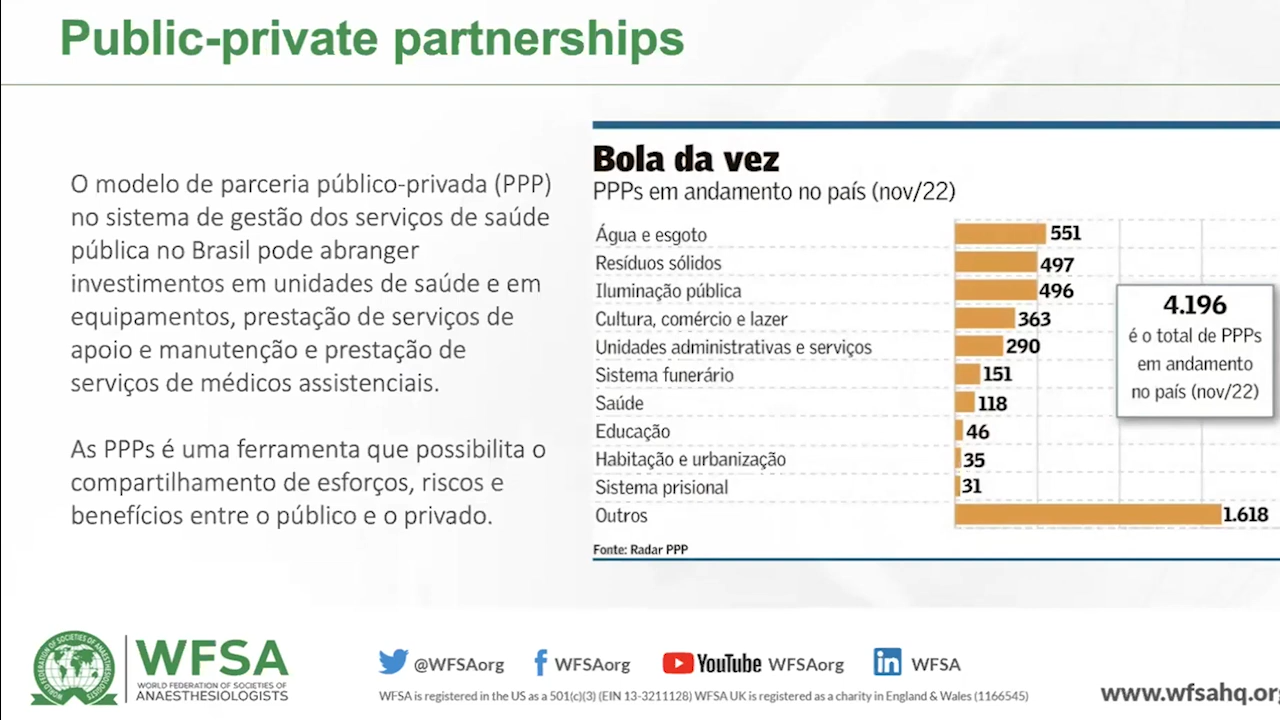 Public-private partnerships
O modelo de parceria público-privada (PPP)
no sistema de gestão dos serviços de saúde
pública no Brasil pode abranger
investimentos em unidades de saúde e em
equipamentos, prestação de serviços de
apoio e manutenção e prestação de
serviços de médicos assistenciais.
As PPPs é uma ferramenta que possibilita o
compartilhamento de esforços, riscos e
benefícios entre o público e o privado.
Bola da vez
PPPs em andamento no país (nov/22)
Água e esgoto 551
Resíduos sólidos 497
Iluminação pública 496
Cultura, comércio e lazer 363
Unidades administrativas e serviços 290
Sistema funerário 151
Saúde 118
Educação 46
Habitação e urbanização 35
Sistema prisional 31
Outros 1.618
4.196
é o total de PPPs
em andamento
no país (nov/22)
Fonte: Radar PPP
WORLD FEDERATION OF SOCIETIES OF ANAESTHESIOLOGISTS
WFSA
WORLD FEDERATION OF SOCIETIES OF
ANAESTHESIOLOGISTS
@WFSAorg WFSAorg YouTube WFSAorg in WFSA
WFSA is registered in the US as a 501(c)(3) (EIN 13-3211128) WFSA UK is registered as a charity in England & Wales (1166545)
www.wfsahq.org